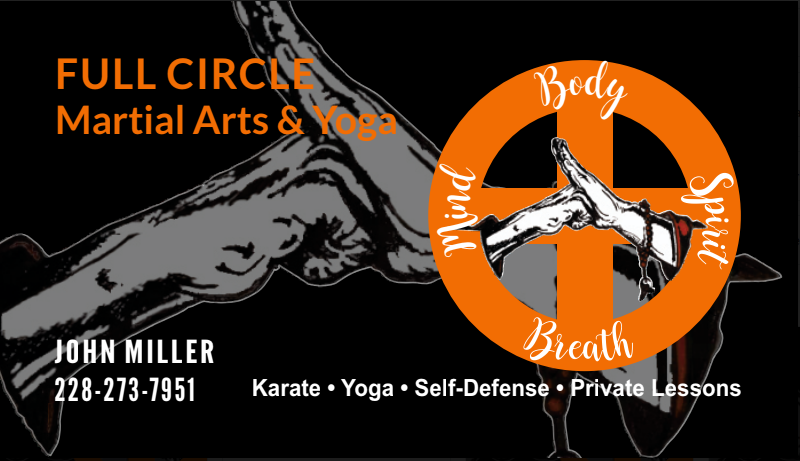 FULL CIRCLE
Martial Arts & Yoga
Body
Mind
Spirit
Breath
JOHN MILLER
228-273-7951
Karate • Yoga • Self-Defense • Private Lessons